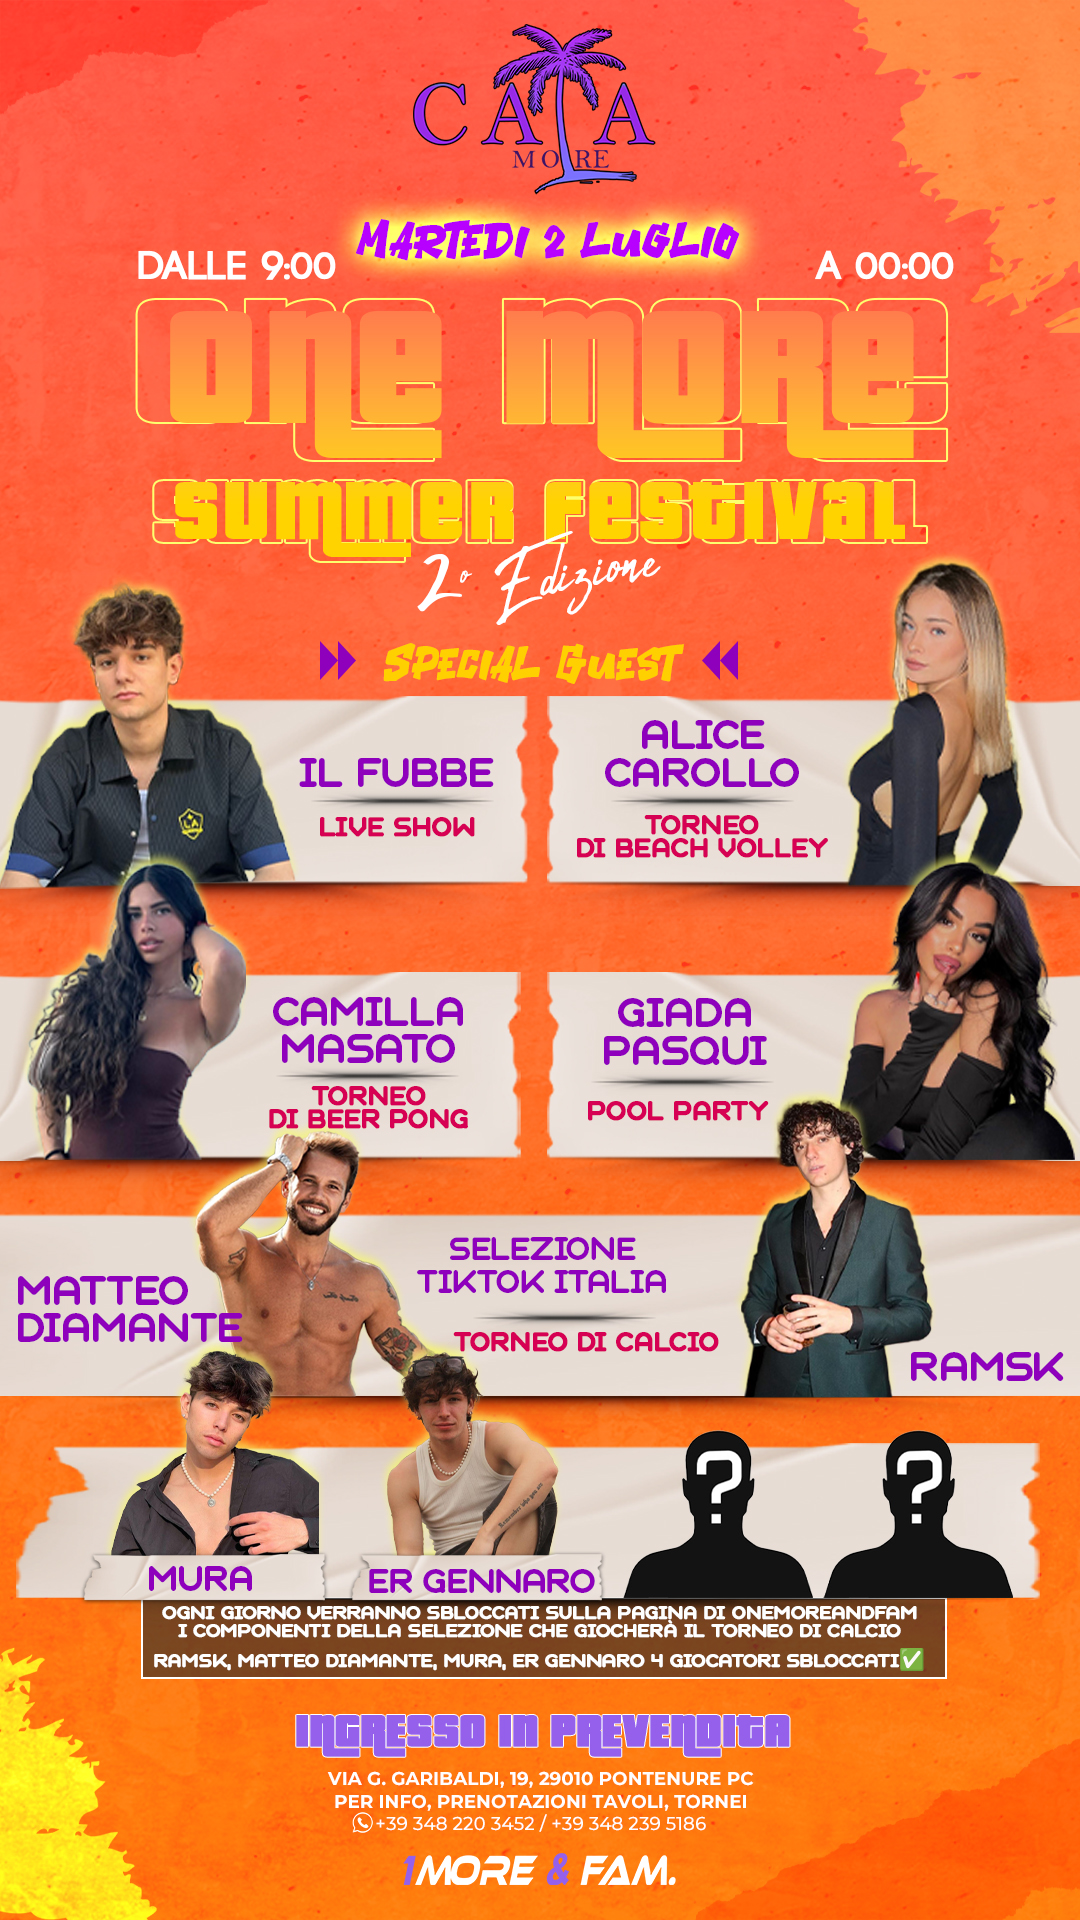 CALA
MORE
MARTEDI 2 LUGLIO
DALLE 9:00
A 00:00
ONE MORE
SUMMER FESTIVAL
2° Edizione
SPECIAL GUEST
IL FUBBE
LIVE SHOW
ALICE
CAROLLO
TORNEO
DI BEACH VOLLEY
CAMILLA
MASATO
TORNEO
DI BEER PONG
GIADA
PASQUI
POOL PARTY
MATTEO
DIAMANTE
SELEZIONE
TIKTOK ITALIA
TORNEO DI CALCIO
RAMSK
MURA
ER GENNARO
? ?
OGNI GIORNO VERRANNO SBLOCCATI SULLA PAGINA DI ONEMOREANDFAM
I COMPONENTI DELLA SELEZIONE CHE GIOCHERÀ IL TORNEO DI CALCIO
RAMSK, MATTEO DIAMANTE, MURA, ER GENNARO 4 GIOCATORI SBLOCCATI✅
INGRESSO IN PREVENDITA
VIA G. GARIBALDI, 19, 29010 PONTENURE PC
PER INFO, PRENOTAZIONI TAVOLI, TORNEI
+39 348 220 3452 / +39 348 239 5186
1MORE & FAM.